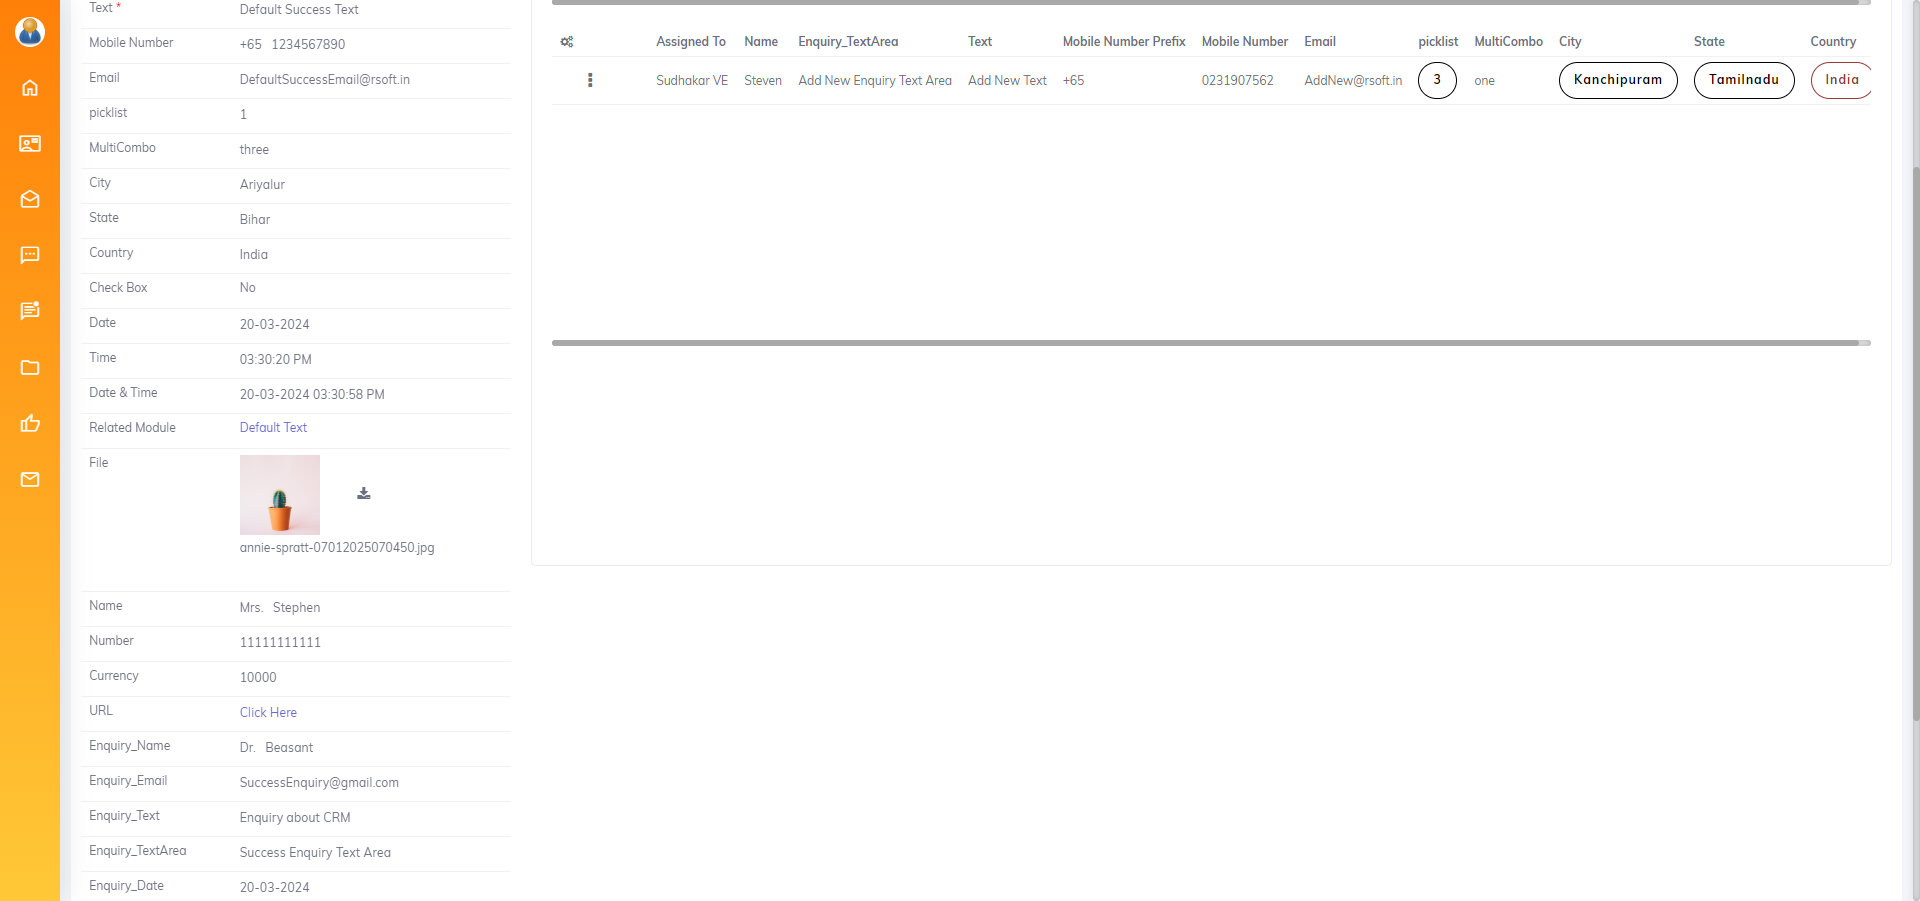 Text *
Default Success Text
Mobile Number
+65 1234567890
Email
DefaultSuccessEmail@rsoft.in
picklist
1
MultiCombo
three
City
Ariyalur
State
Bihar
Country
India
Check Box
No
Date
20-03-2024
Time
03:30:20 PM
Date & Time
20-03-2024 03:30:58 PM
Related Module
Default Text
File
annie-spratt-07012025070450.jpg
Name
Mrs. Stephen
Number
11111111111
Currency
10000
URL
Click Here
Enquiry_Name
Dr. Beasant
Enquiry_Email
SuccessEnquiry@gmail.com
Enquiry_Text
Enquiry about CRM
Enquiry_TextArea
Success Enquiry Text Area
Enquiry_Date
20-03-2024
Assigned To Name Enquiry_TextArea Text Mobile Number Prefix Mobile Number Email picklist MultiCombo City State Country
Sudhakar VE Steven Add New Enquiry Text Area Add New Text +65 0231907562 AddNew@rsoft.in 3 one Kanchipuram Tamilnadu India